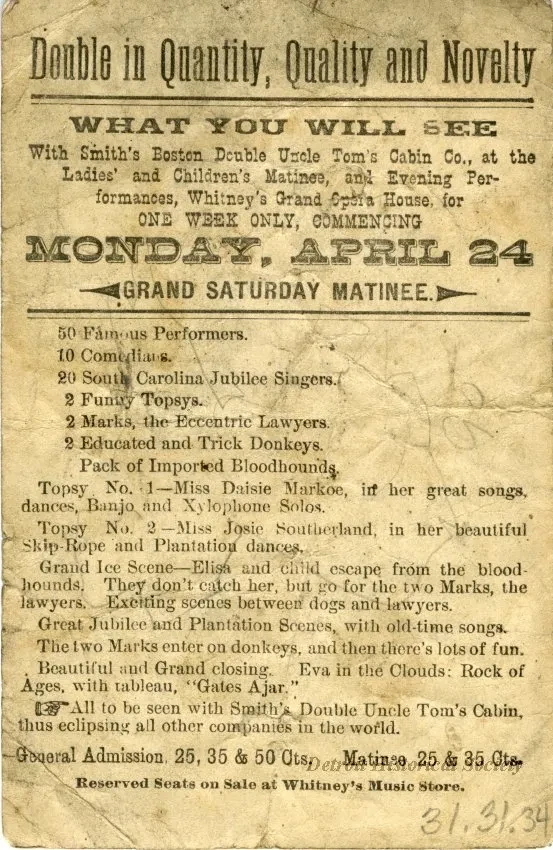 Double in Quantity, Quality and Novelty
WHAT YOU WILL SEE
With Smith's Boston Double Uncle Tom's Cabin Co., at the
Ladies' and Children's Matinee, and Evening Per-
formances, Whitney's Grand Opera House, for
ONE WEEK ONLY, COMMENCING
MONDAY, APRIL 24
GRAND SATURDAY MATINEE.
50 Famous Performers.
10 Comedians.
20 South Carolina Jubilee Singers.
2 Funny Topsys.
2 Marks, the Eccentric Lawyers.
2 Educated and Trick Donkeys.
Pack of Imported Bloodhounds.
Topsy No. 1—Miss Daisie Markoe, in her great songs,
dances, Banjo and Xylophone Solos.
Topsy No. 2—Miss Josie Southerland, in her beautiful
Skip-Rope and Plantation dances.
Grand Ice Scene—Elisa and child escape from the blood-
hounds. They don't catch her, but go for the two Marks, the
lawyers. Exciting scenes between dogs and lawyers.
Great Jubilee and Plantation Scenes, with old-time songs.
The two Marks enter on donkeys, and then there's lots of fun.
Beautiful and Grand closing. Eva in the Clouds: Rock of
Ages, with tableau, "Gates Ajar."
☞All to be seen with Smith's Double Uncle Tom's Cabin,
thus eclipsing all other companies in the world.
General Admission, 25, 35 & 50 Cts. Matinee 25 & 35 Cts.
Detroit Historical Society
Reserved Seats on Sale at Whitney's Music Store.
31.31.34